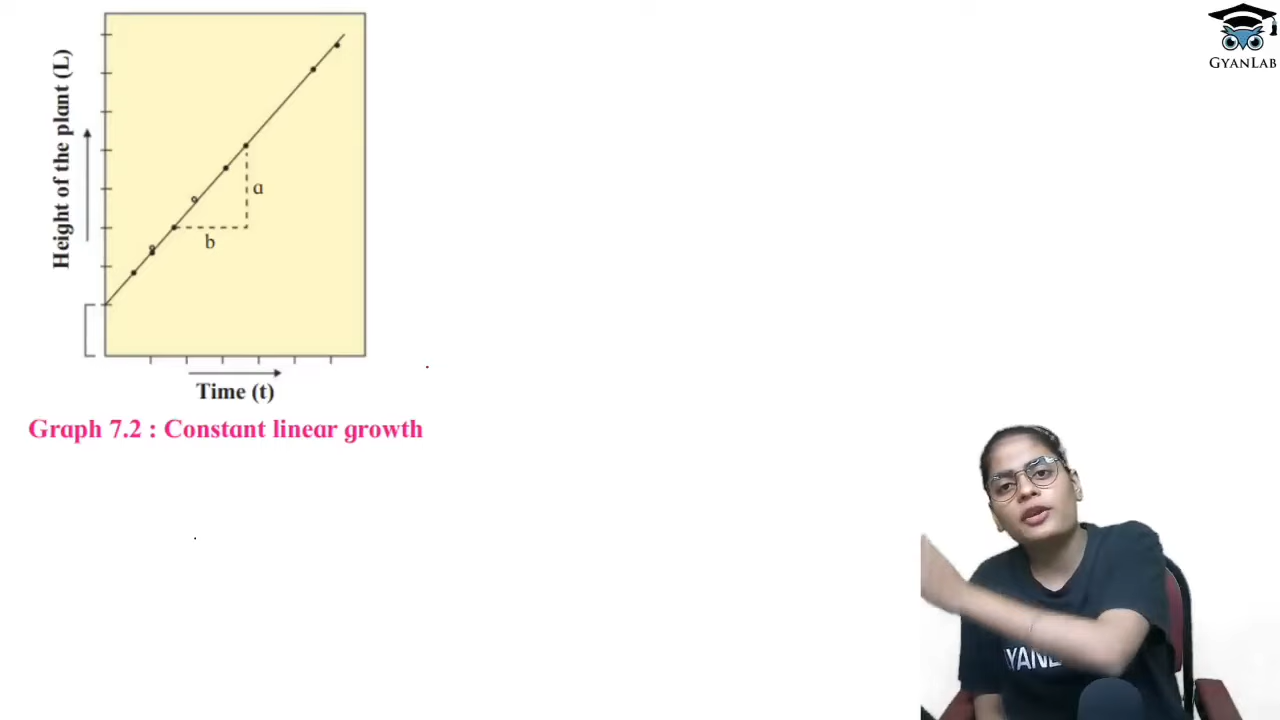 GYANLAB
Height of the plant (L)
a
b
Time (t)
Graph 7.2 : Constant linear growth